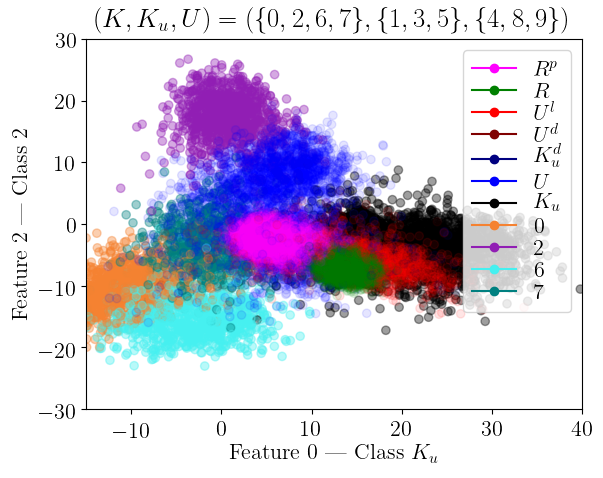 (K, K_u, U) = ({0, 2, 6, 7}, {1, 3, 5}, {4, 8, 9})
30
20
10
0
−10
−20
−30
Feature 2 — Class 2
R^p
R
U^l
U^d
K_u^d
U
K_u
0
2
6
7
−10
0
10
20
30
40
Feature 0 — Class K_u